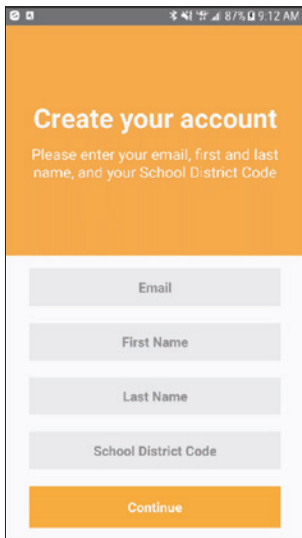 87% 9:12 AM
Create your account
Please enter your email, first and last
name, and your School District Code
Email
First Name
Last Name
School District Code
Continue